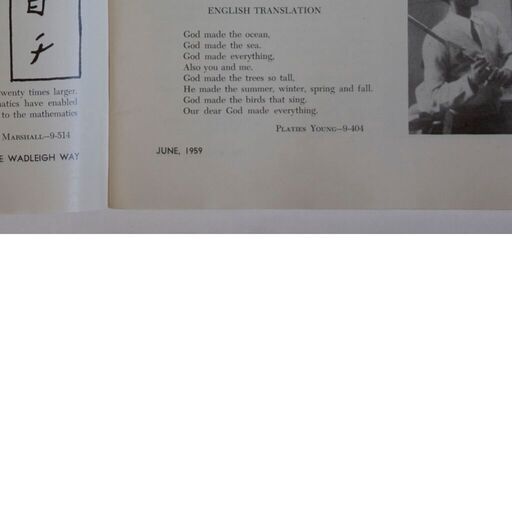 wenty times larger.
matics have enabled
to the mathematics
MARSHALL—9-514
E WADLEIGH WAY
ENGLISH TRANSLATION
God made the ocean,
God made the sea.
God made everything,
Also you and me.
God made the trees so tall,
He made the summer, winter, spring and fall.
God made the birds that sing.
Our dear God made everything.
PLATIES YOUNG—9-404
JUNE, 1959